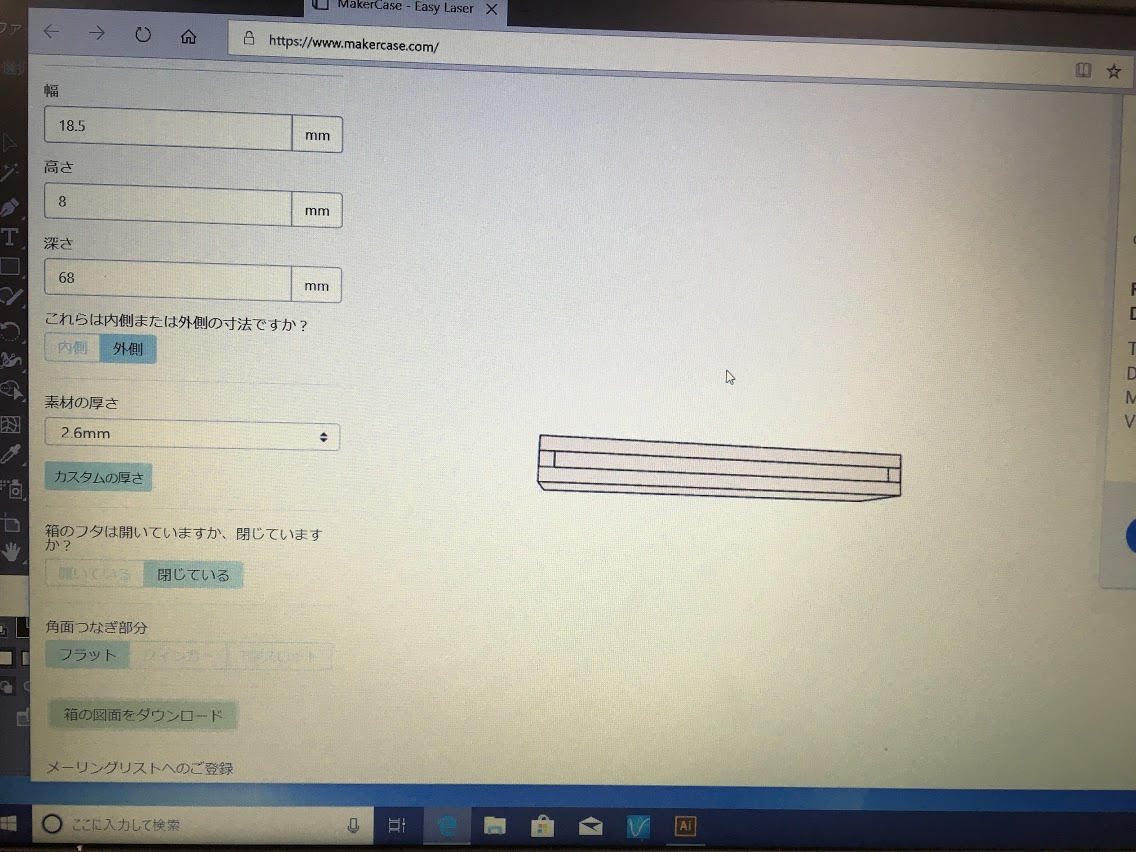 MakerCase - Easy Laser
https://www.makercase.com/
幅
18.5
mm
高さ
8
mm
深さ
68
mm
これらは内側または外側の寸法ですか？
内側 外側
素材の厚さ
2.6mm
カスタムの厚さ
箱のフタは開いていますか、閉じています
か？
開いている 閉じている
角面つなぎ部分
フラット フィンガー
箱の図面をダウンロード
メーリングリストへのご登録
ここに入力して検索
Ai